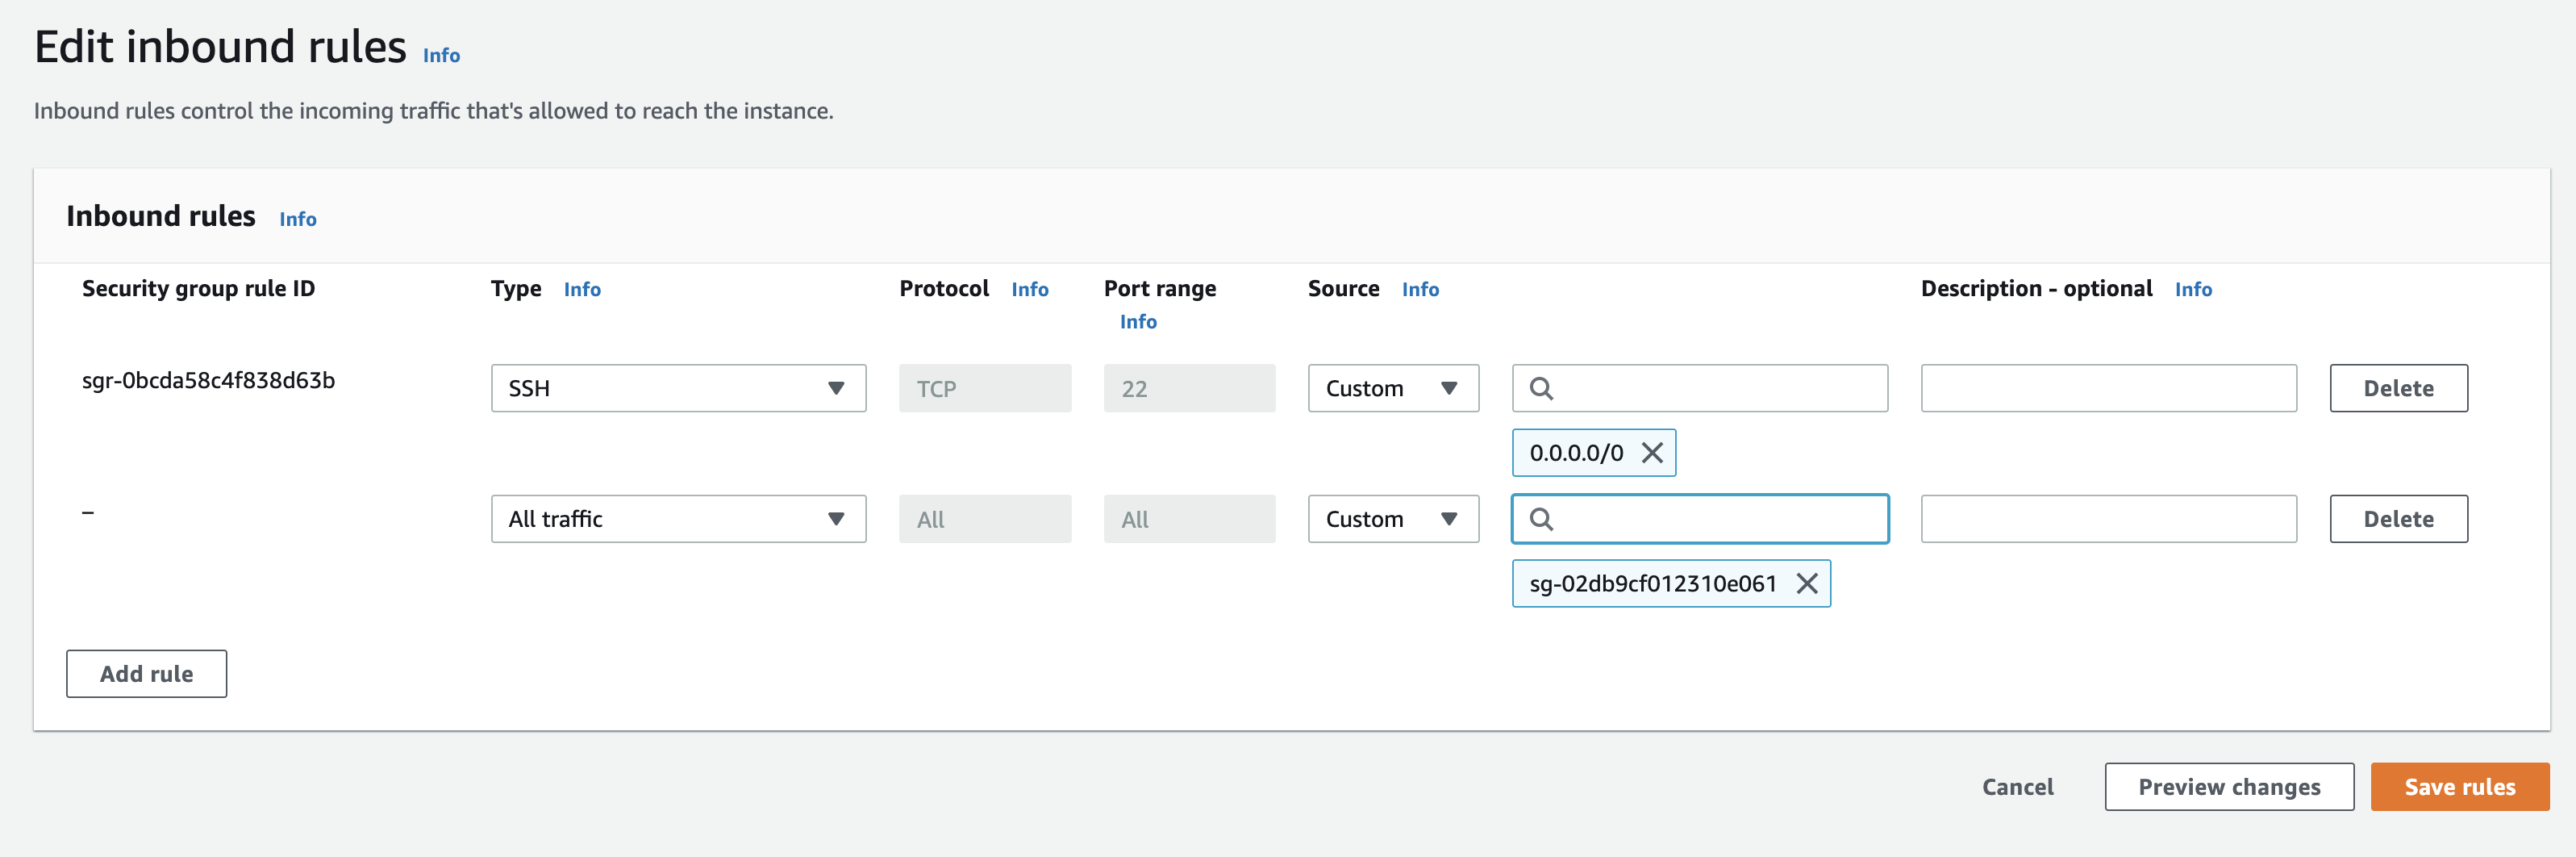 Edit inbound rules Info
Inbound rules control the incoming traffic that's allowed to reach the instance.
Inbound rules Info
Security group rule ID Type Info Protocol Info Port range Info Source Info Description - optional Info
sgr-0bcda58c4f838d63b SSH TCP 22 Custom Delete
0.0.0.0/0
– All traffic All All Custom Delete
sg-02db9cf012310e061
Add rule
Cancel Preview changes Save rules